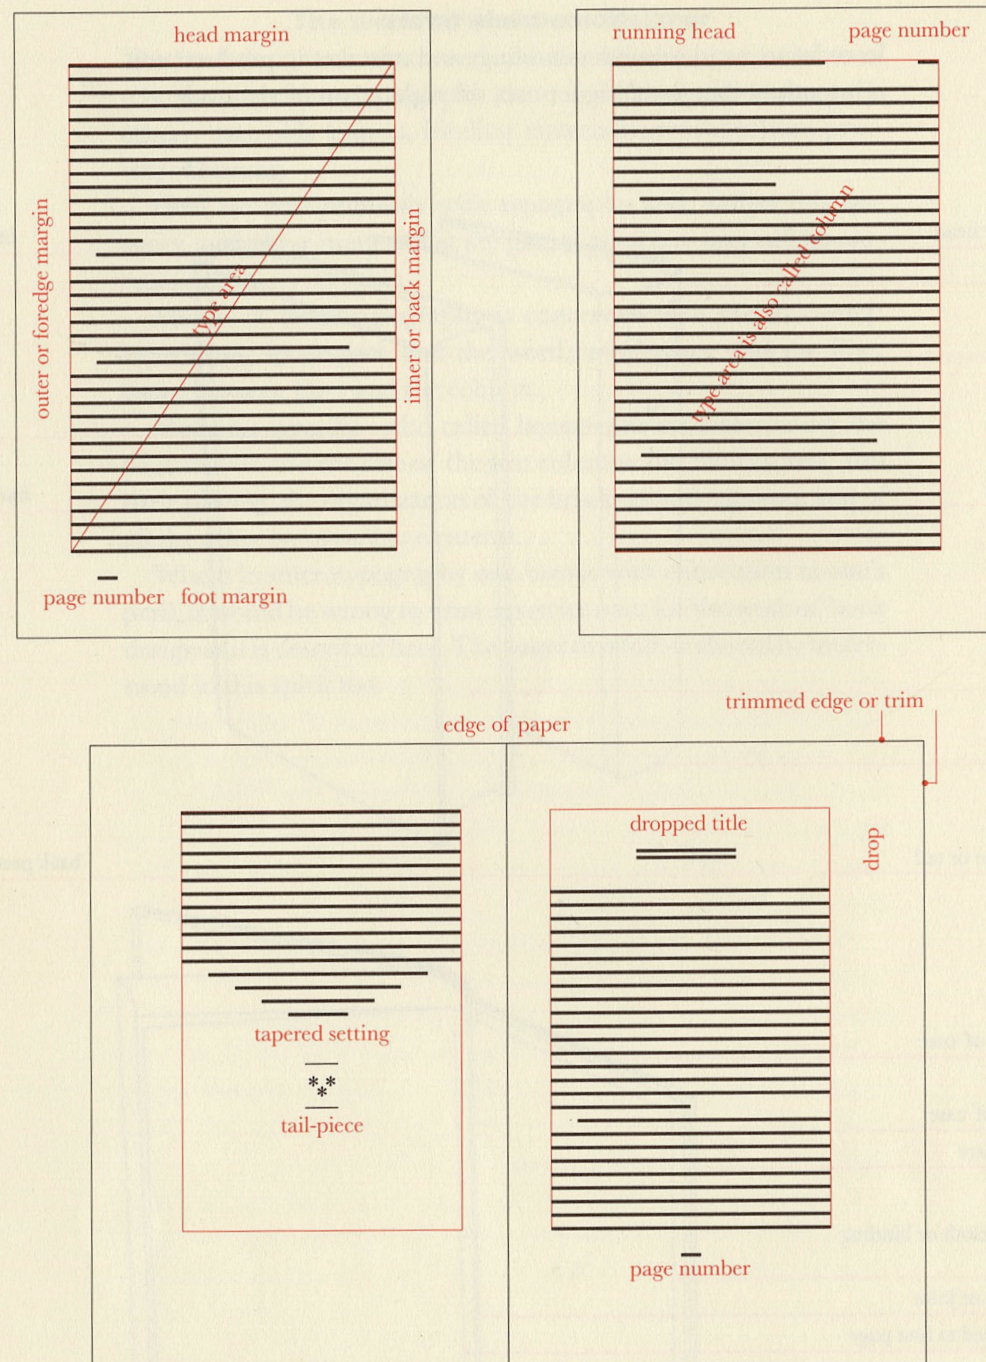 head margin
outer or foredge margin
type area
inner or back margin
page number foot margin
running head
page number
type area is also called column
edge of paper
trimmed edge or trim
drop
tapered setting
***
tail-piece
dropped title
page number